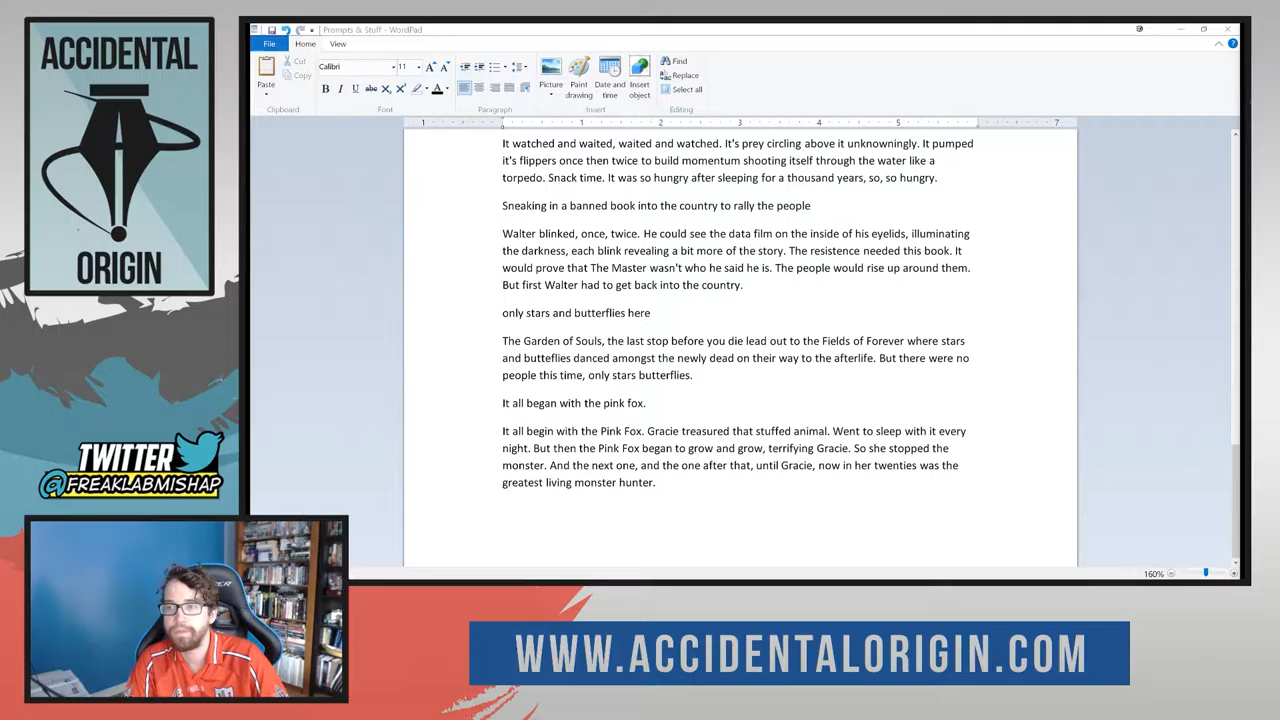 ACCIDENTAL
ORIGIN
Prompts & Stuff - WordPad
File Home View
Paste
Cut
Copy
Clipboard
Calibri 11
Font
Paragraph
Picture
Paint drawing
Date and time
Insert object
Insert
Find
Replace
Select all
Editing
1 1 2 3 4 5 7
It watched and waited, waited and watched. It's prey circling above it unknowningly. It pumped
it's flippers once then twice to build momentum shooting itself through the water like a
torpedo. Snack time. It was so hungry after sleeping for a thousand years, so, so hungry.
Sneaking in a banned book into the country to rally the people
Walter blinked, once, twice. He could see the data film on the inside of his eyelids, illuminating
the darkness, each blink revealing a bit more of the story. The resistence needed this book. It
would prove that The Master wasn't who he said he is. The people would rise up around them.
But first Walter had to get back into the country.
only stars and butterflies here
The Garden of Souls, the last stop before you die lead out to the Fields of Forever where stars
and butteflies danced amongst the newly dead on their way to the afterlife. But there were no
people this time, only stars butterflies.
It all began with the pink fox.
It all begin with the Pink Fox. Gracie treasured that stuffed animal. Went to sleep with it every
night. But then the Pink Fox began to grow and grow, terrifying Gracie. So she stopped the
monster. And the next one, and the one after that, until Gracie, now in her twenties was the
greatest living monster hunter.
160%
TWITTER
@FREAKLABMISHAP
WWW.ACCIDENTALORIGIN.COM